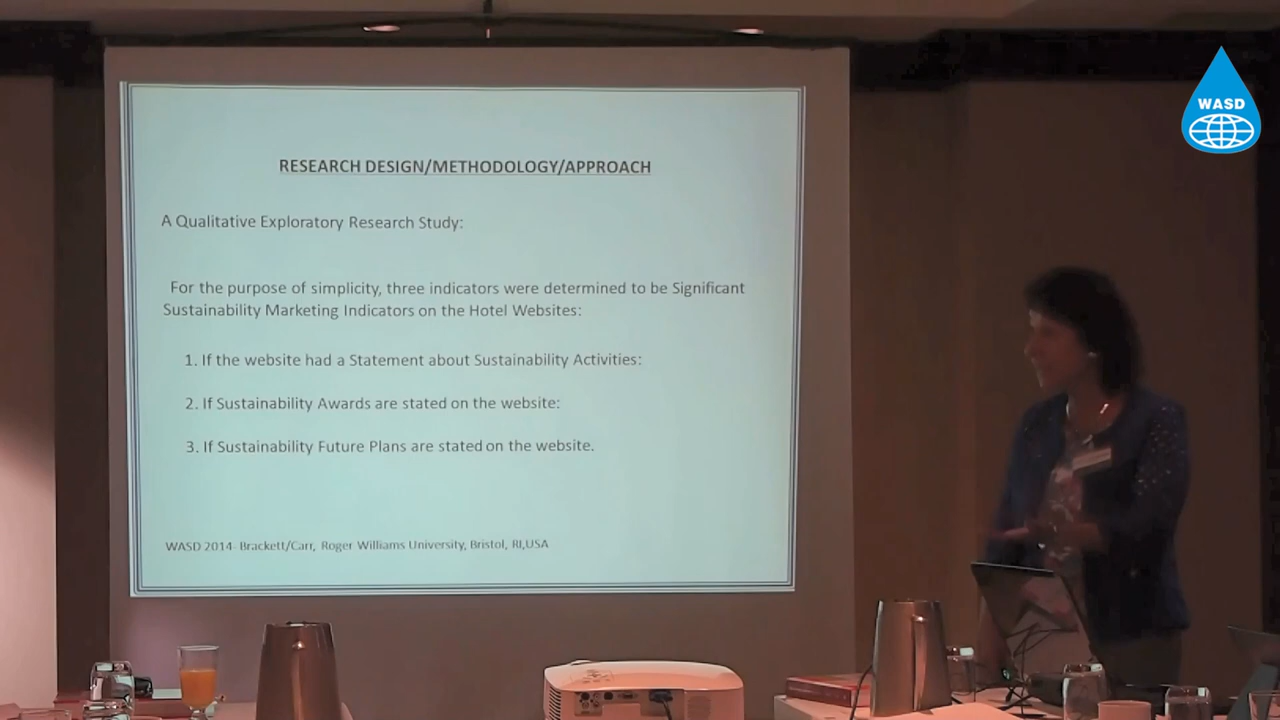 WASD
RESEARCH DESIGN/METHODOLOGY/APPROACH
A Qualitative Exploratory Research Study:
For the purpose of simplicity, three indicators were determined to be Significant
Sustainability Marketing Indicators on the Hotel Websites:
1. If the website had a Statement about Sustainability Activities:
2. If Sustainability Awards are stated on the website:
3. If Sustainability Future Plans are stated on the website.
WASD 2014- Brackett/Carr, Roger Williams University, Bristol, RI,USA